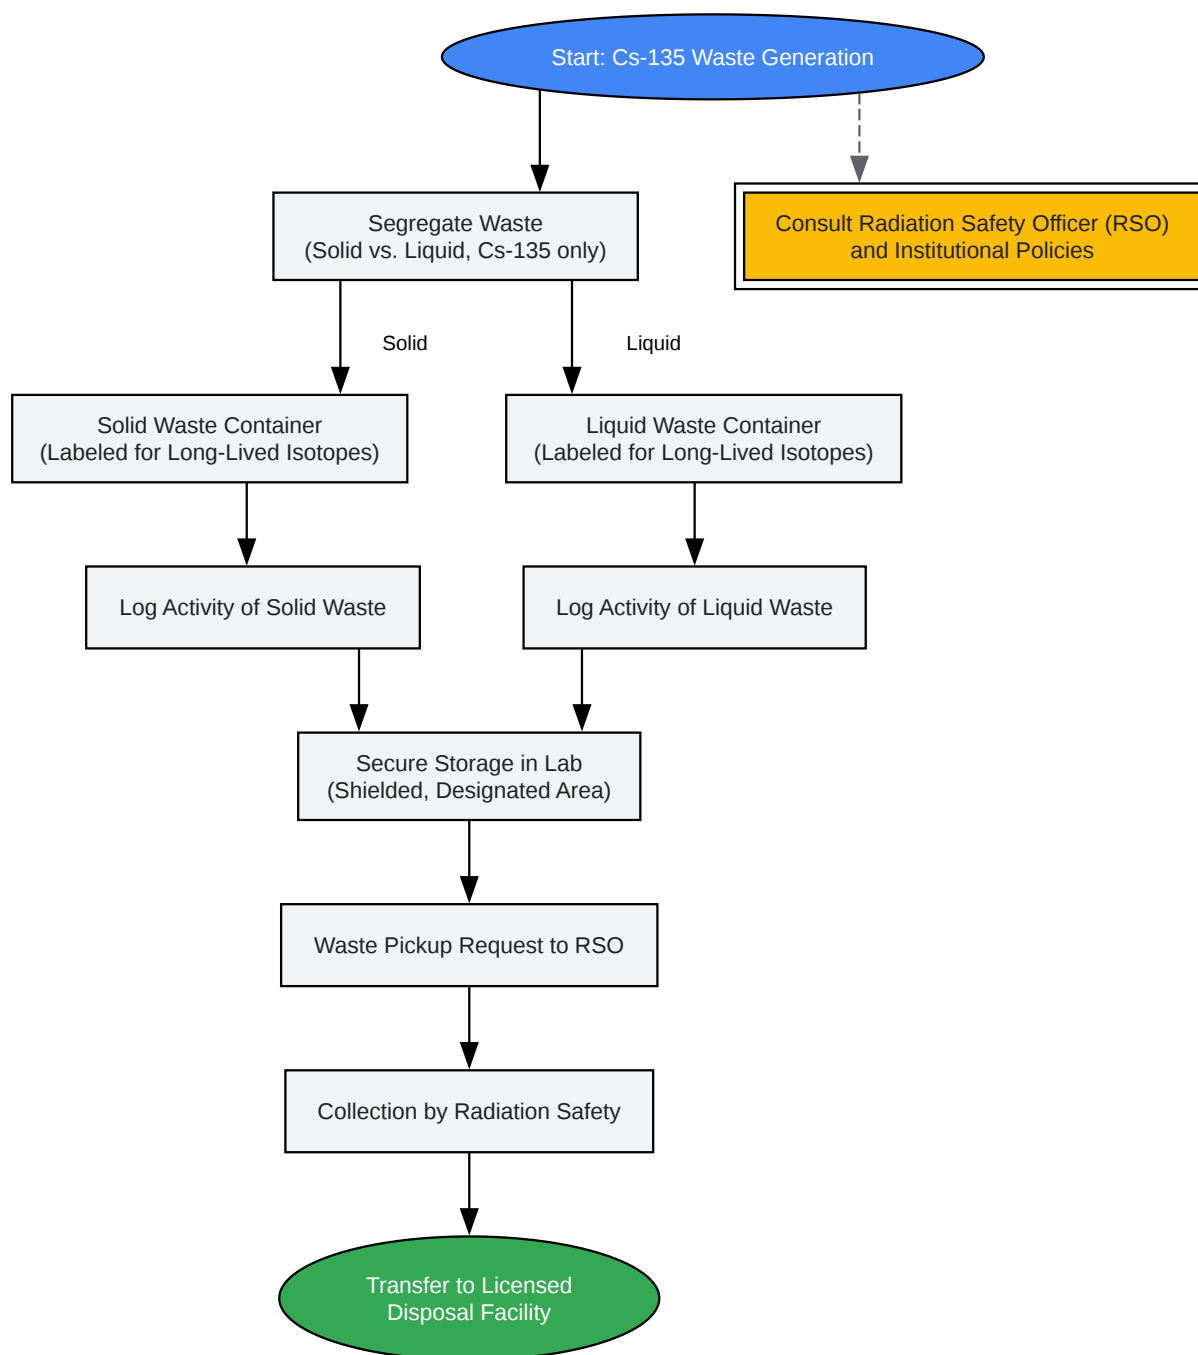 Start: Cs-135 Waste Generation
Segregate Waste
(Solid vs. Liquid, Cs-135 only)
Consult Radiation Safety Officer (RSO)
and Institutional Policies
Solid
Liquid
Solid Waste Container
(Labeled for Long-Lived Isotopes)
Liquid Waste Container
(Labeled for Long-Lived Isotopes)
Log Activity of Solid Waste
Log Activity of Liquid Waste
Secure Storage in Lab
(Shielded, Designated Area)
Waste Pickup Request to RSO
Collection by Radiation Safety
Transfer to Licensed
Disposal Facility